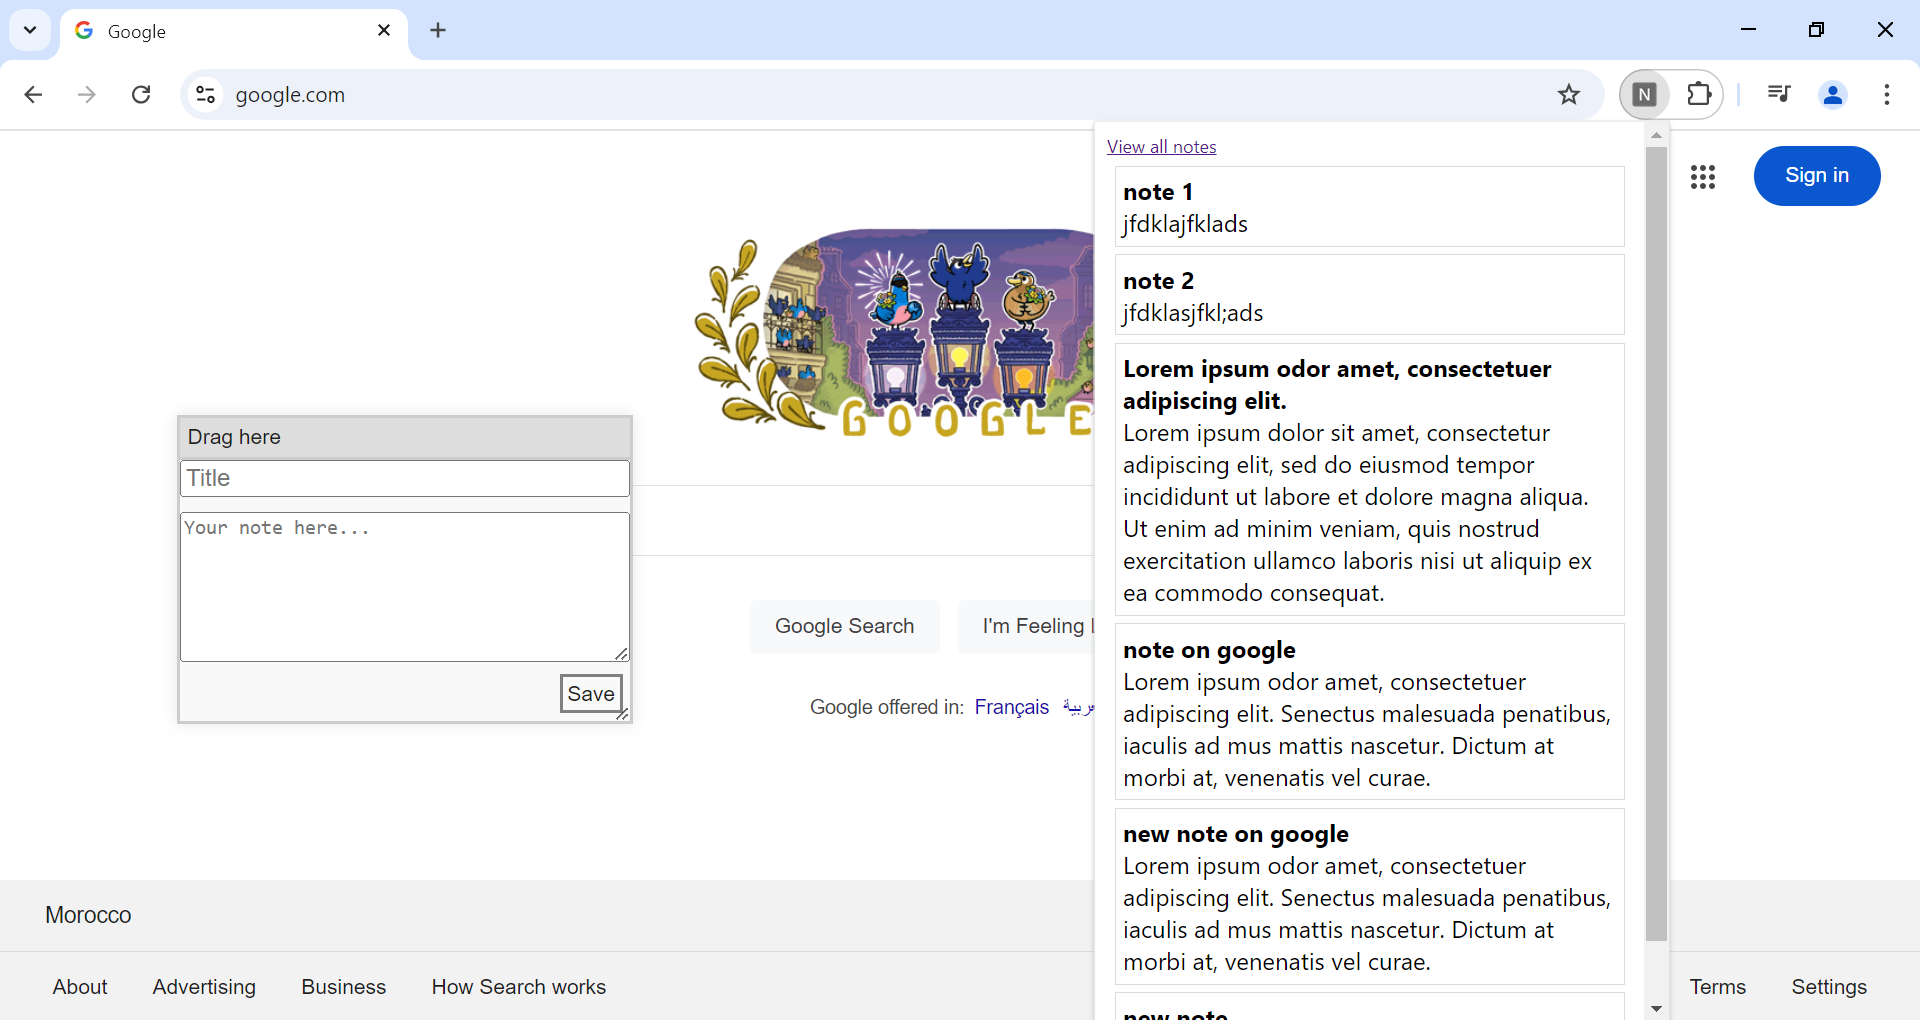 Google
google.com
N
View all notes
note 1
jfdklajfklads
note 2
jfdklasjfkl;ads
Lorem ipsum odor amet, consectetuer
adipiscing elit.
Lorem ipsum dolor sit amet, consectetur
adipiscing elit, sed do eiusmod tempor
incididunt ut labore et dolore magna aliqua.
Ut enim ad minim veniam, quis nostrud
exercitation ullamco laboris nisi ut aliquip ex
ea commodo consequat.
note on google
Lorem ipsum odor amet, consectetuer
adipiscing elit. Senectus malesuada penatibus,
iaculis ad mus mattis nascetur. Dictum at
morbi at, venenatis vel curae.
new note on google
Lorem ipsum odor amet, consectetuer
adipiscing elit. Senectus malesuada penatibus,
iaculis ad mus mattis nascetur. Dictum at
morbi at, venenatis vel curae.
new note
Sign in
GOOGLE
Drag here
Title
Your note here...
Save
Google Search
I'm Feeling
Google offered in: Français
Morocco
About
Advertising
Business
How Search works
Terms
Settings